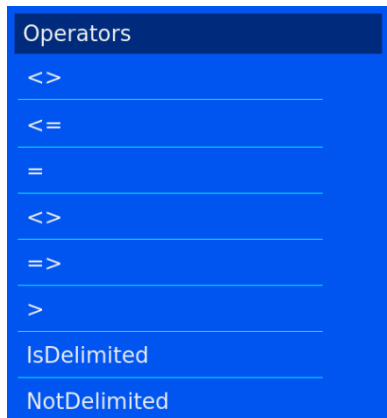 Operators
<>
<=
=
<>
=>
>
IsDelimited
NotDelimited